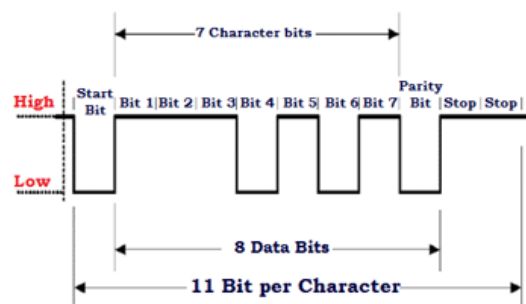 7 Character bits
High
Start Bit
Bit 1
Bit 2
Bit 3
Bit 4
Bit 5
Bit 6
Bit 7
Parity Bit
Stop
Stop
Low
8 Data Bits
11 Bit per Character